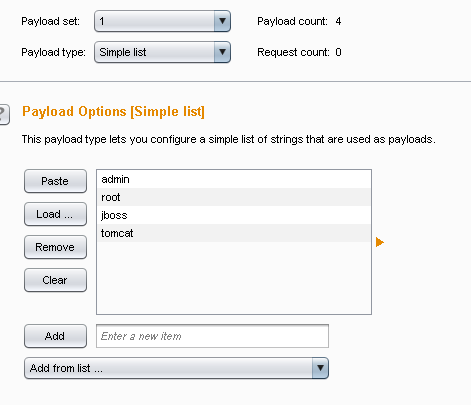 Payload set: 1 Payload count: 4
Payload type: Simple list Request count: 0
?
Payload Options [Simple list]
This payload type lets you configure a simple list of strings that are used as payloads.
Paste
Load ...
Remove
Clear
admin
root
jboss
tomcat
Add Enter a new item
Add from list ...